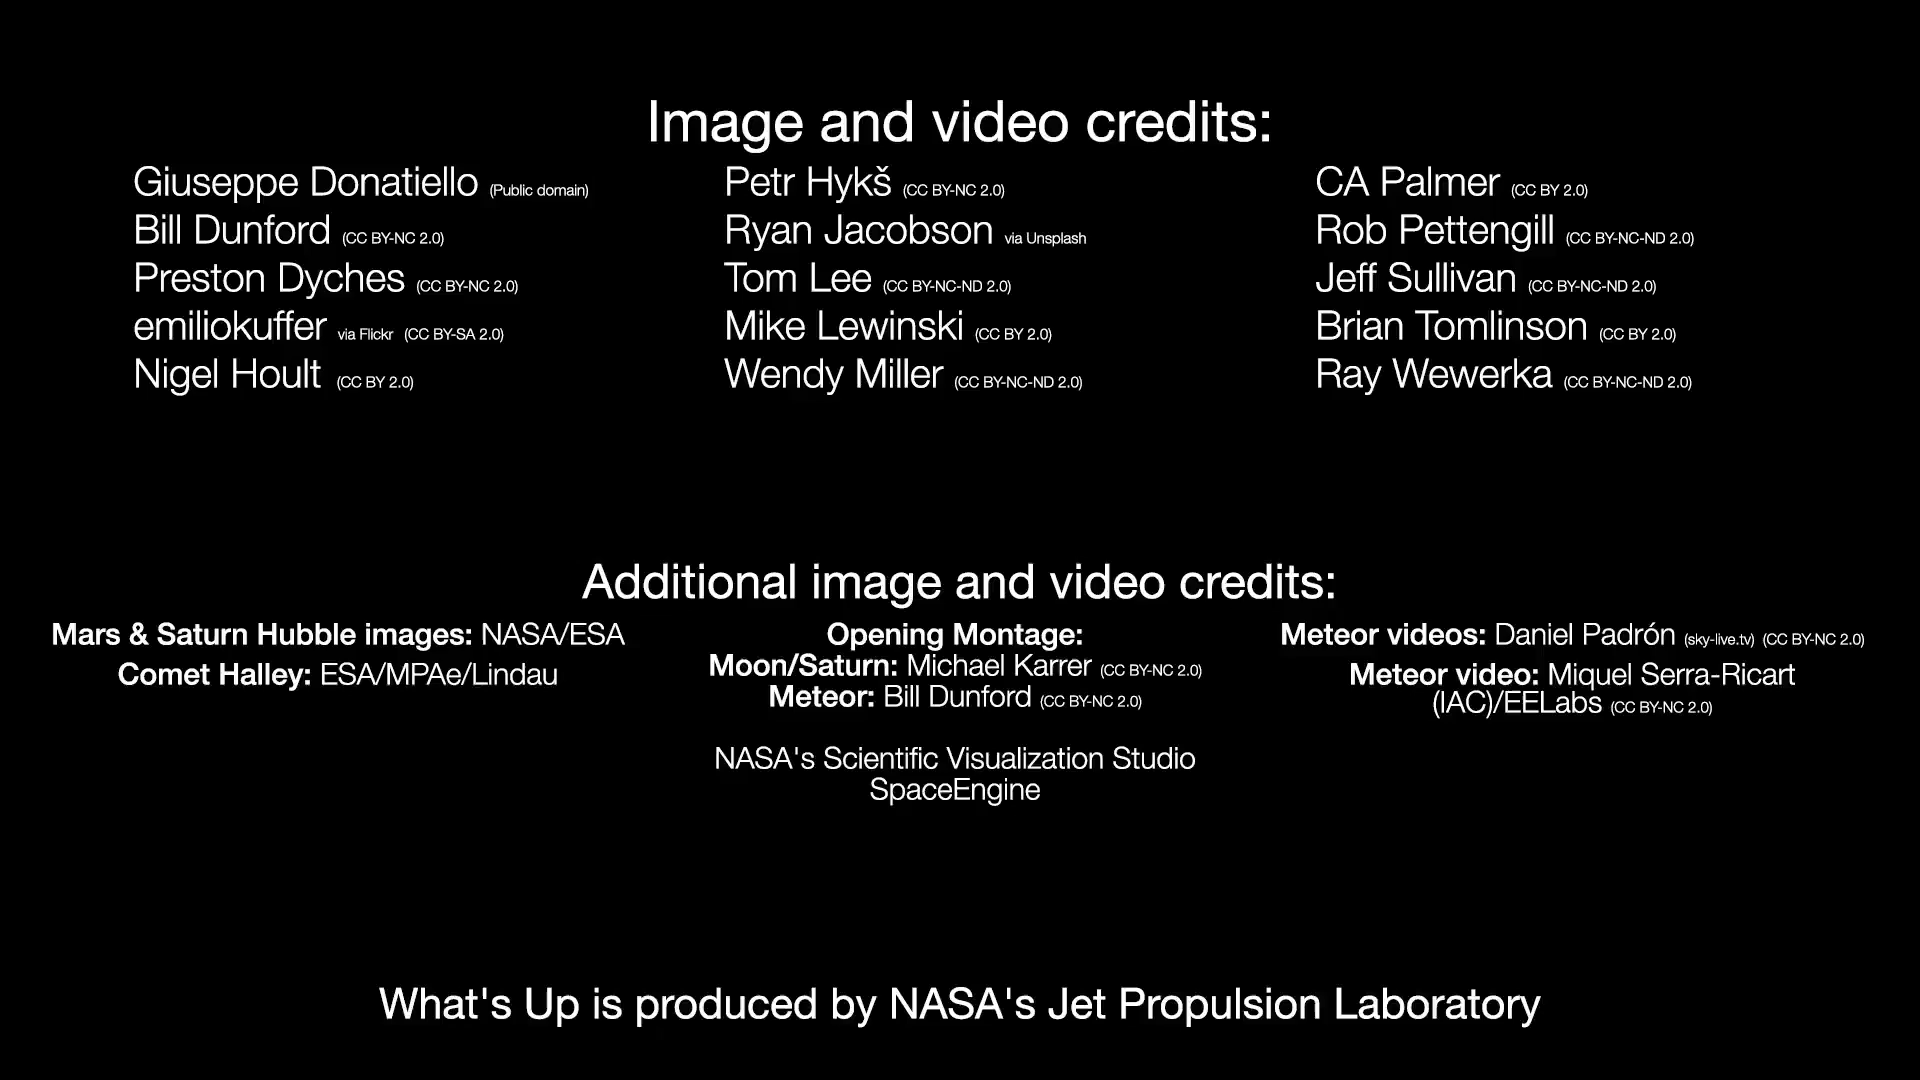 Image and video credits:
Giuseppe Donatiello (Public domain)
Bill Dunford (CC BY-NC 2.0)
Preston Dyches (CC BY-NC 2.0)
emiliokuffer via Flickr (CC BY-SA 2.0)
Nigel Hoult (CC BY 2.0)
Petr Hykš (CC BY-NC 2.0)
Ryan Jacobson via Unsplash
Tom Lee (CC BY-NC-ND 2.0)
Mike Lewinski (CC BY 2.0)
Wendy Miller (CC BY-NC-ND 2.0)
CA Palmer (CC BY 2.0)
Rob Pettengill (CC BY-NC-ND 2.0)
Jeff Sullivan (CC BY-NC-ND 2.0)
Brian Tomlinson (CC BY 2.0)
Ray Wewerka (CC BY-NC-ND 2.0)
Additional image and video credits:
Mars & Saturn Hubble images: NASA/ESA
Comet Halley: ESA/MPAe/Lindau
Opening Montage:
Moon/Saturn: Michael Karrer (CC BY-NC 2.0)
Meteor: Bill Dunford (CC BY-NC 2.0)
NASA's Scientific Visualization Studio
SpaceEngine
Meteor videos: Daniel Padrón (sky-live.tv) (CC BY-NC 2.0)
Meteor video: Miquel Serra-Ricart
(IAC)/EELabs (CC BY-NC 2.0)
What's Up is produced by NASA's Jet Propulsion Laboratory